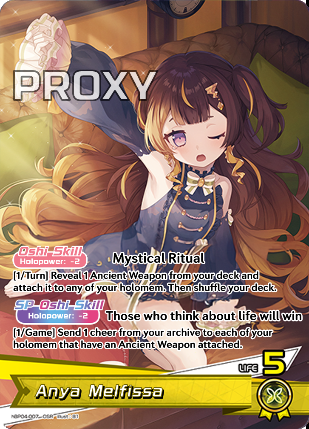 PROXY
Oshi Skill
Holopower: -2
Mystical Ritual
[1/Turn] Reveal 1 Ancient Weapon from your deck and
attach it to any of your holomem. Then shuffle your deck.
SP Oshi Skill
Holopower: -2
Those who think about life will win
[1/Game] Send 1 cheer from your archive to each of your
holomem that have an Ancient Weapon attached.
LIFE 5
Anya Melfissa